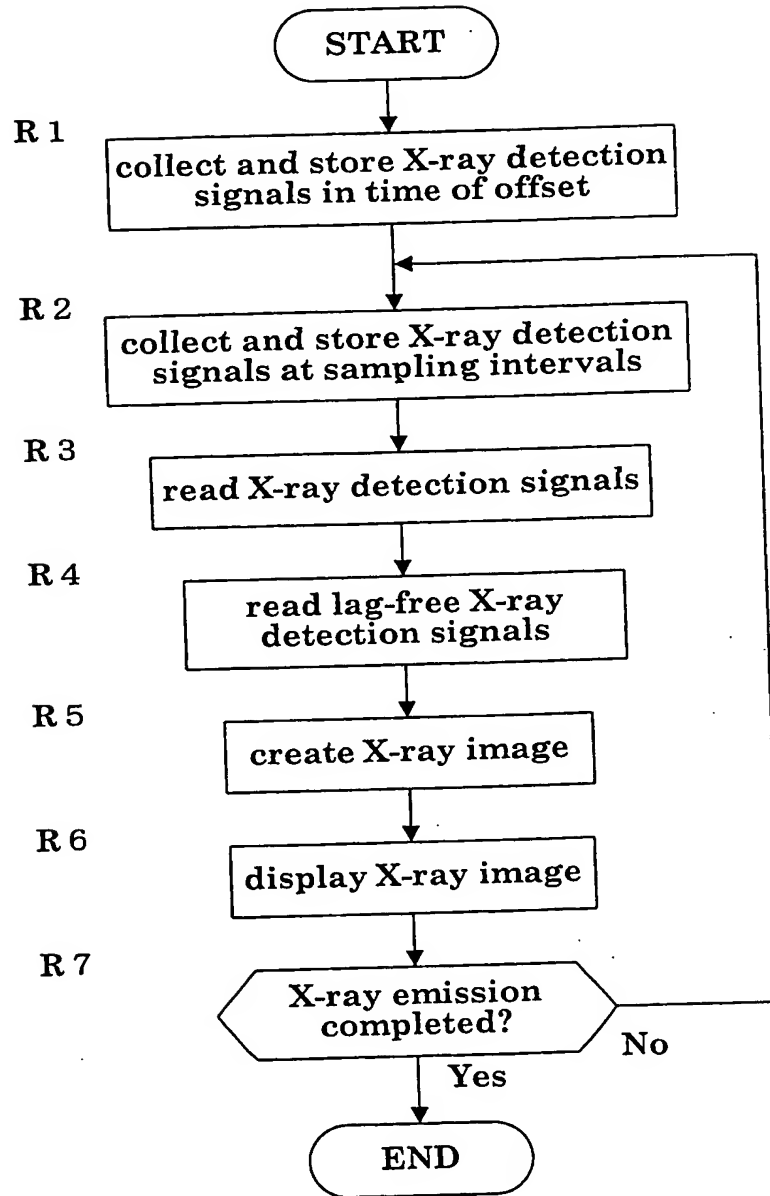 START
R 1
collect and store X-ray detection
signals in time of offset
R 2
collect and store X-ray detection
signals at sampling intervals
R 3
read X-ray detection signals
R 4
read lag-free X-ray
detection signals
R 5
create X-ray image
R 6
display X-ray image
R 7
X-ray emission
completed?
No
Yes
END